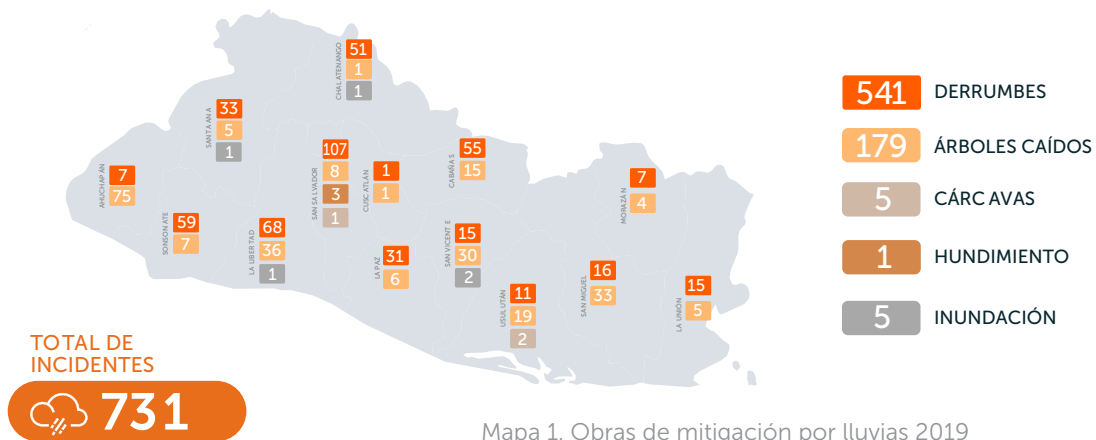 CHALATENANGO
51
1
1
SANTA ANA
33
5
1
AHUCHAPÁN
7
75
SONSONATE
59
7
LA LIBERTAD
68
36
1
SAN SALVADOR
107
8
3
1
CUSCATLÁN
1
1
CABAÑAS
55
15
LA PAZ
31
6
SAN VICENTE
15
30
2
USULUTÁN
11
19
2
SAN MIGUEL
16
33
MORAZÁN
7
4
LA UNIÓN
15
5
541 DERRUMBES
179 ÁRBOLES CAÍDOS
5 CÁRCAVAS
1 HUNDIMIENTO
5 INUNDACIÓN
TOTAL DE
INCIDENTES
731
Mapa 1. Obras de mitigación por lluvias 2019